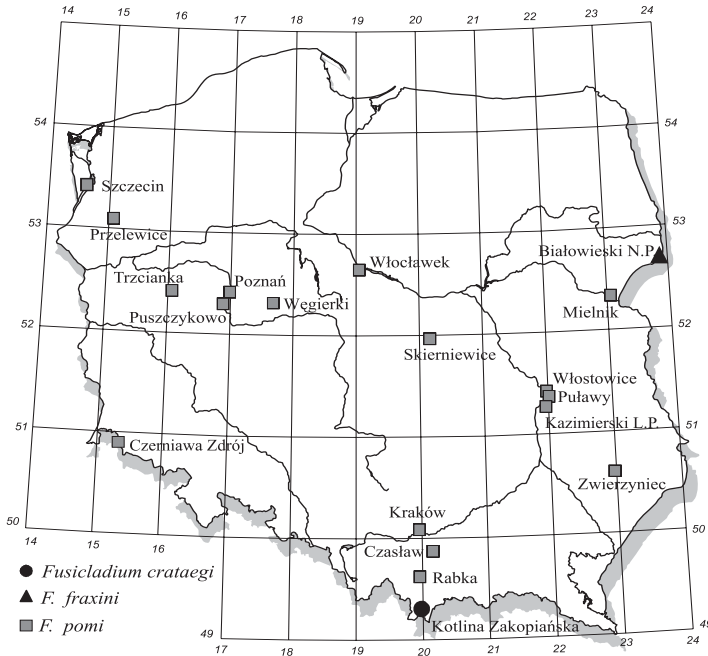 14 15 16 17 18 19 20 21 22 23 24
54 54
Szczecin
53 53
Przelewice
Białowieski N.P.
Włocławek
Trzcianka
Poznań
Węgierki
Puszczykowo
Mielnik
52 52
Skierniewice
Włostowice
Puławy
Kazimierski L.P.
51 51
Czerniawa Zdrój
Zwierzyniec
Kraków
50 50
14 15 16
Czasław
Rabka
Fusicladium crataegi
F. fraxini
F. pomi
Kotlina Zakopiańska
49 49
17 18 19 20 21 22 23 24